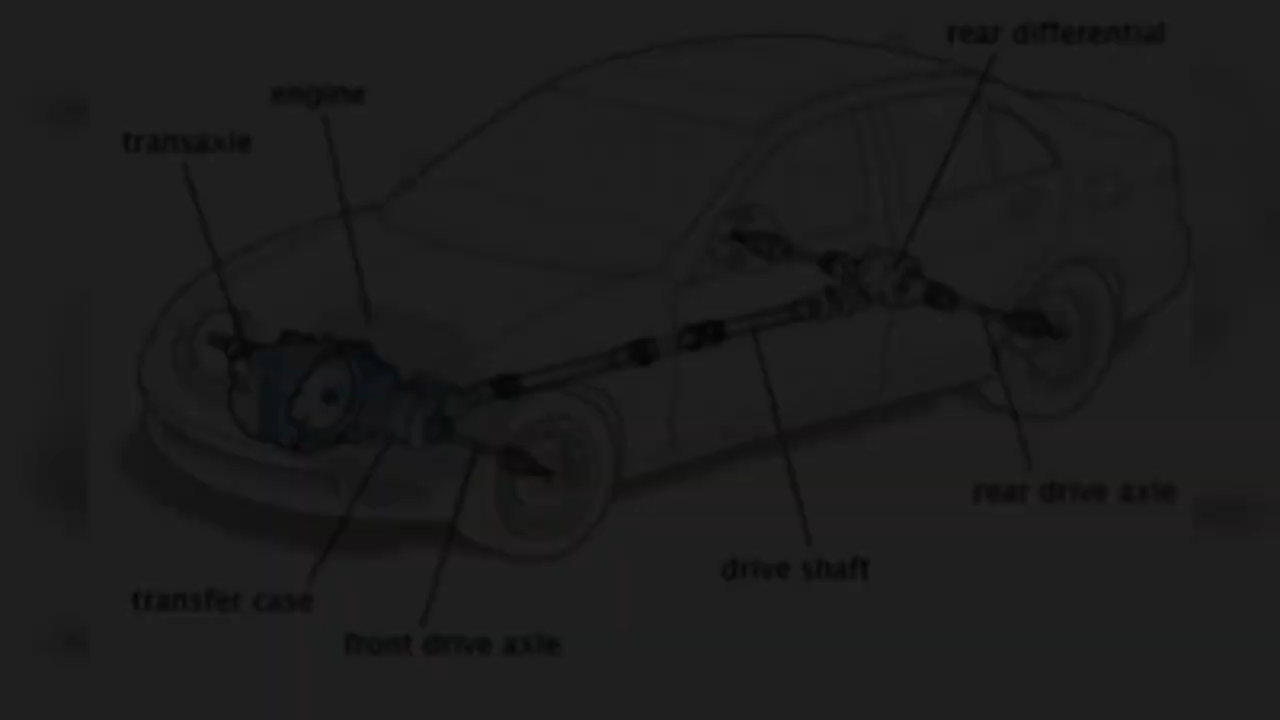 rear differential
engine
transaxle
rear drive axle
drive shaft
transfer case
front drive axle